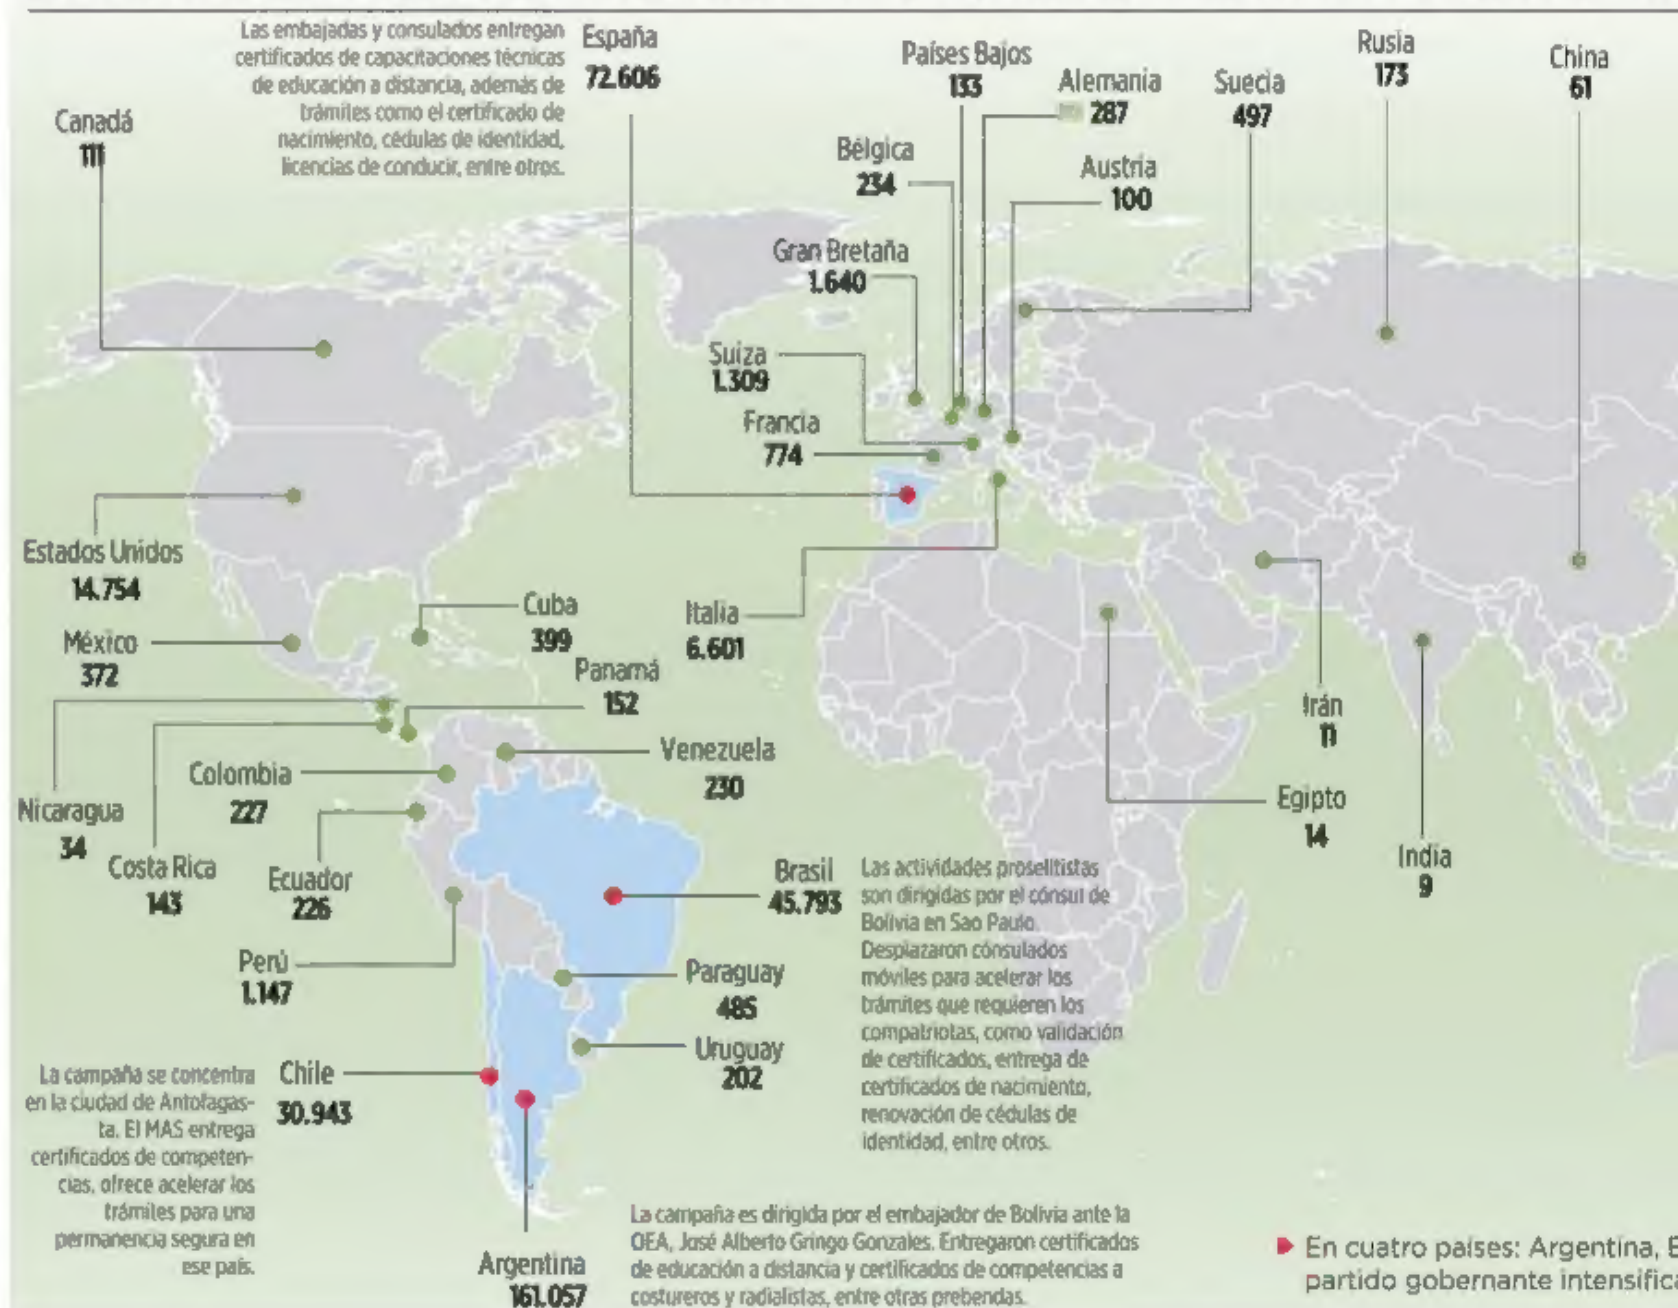 Las embajadas y consulados entregan
certificados de capacitaciones técnicas
de educación a distancia, además de
trámites como el certificado de
nacimiento, cédulas de identidad,
licencias de conducir, entre otros.
España
72.606
Países Bajos
133
Alemania
287
Suecia
497
Rusia
173
China
61
Canadá
111
Bélgica
234
Austria
100
Gran Bretaña
1.640
Suiza
1.309
Francia
774
Estados Unidos
14.754
México
372
Cuba
399
Panamá
152
Italia
6.601
Irán
11
Venezuela
230
Colombia
227
Nicaragua
34
Costa Rica
143
Ecuador
226
Egipto
14
India
9
Brasil
45.793
Las actividades proselitistas
son dirigidas por el cónsul de
Bolivia en Sao Paulo.
Desplazaron cónsulados
móviles para acelerar los
trámites que requieren los
compatriotas, como validación
de certificados, entrega de
certificados de nacimiento,
renovación de cédulas de
identidad, entre otros.
Perú
1.147
Paraguay
485
Uruguay
202
La campaña se concentra
en la ciudad de Antofagas-
ta. El MAS entrega
certificados de competen-
cias, ofrece acelerar los
trámites para una
permanencia segura en
ese país.
Chile
30.943
Argentina
161.057
La campaña es dirigida por el embajador de Bolivia ante la
OEA, José Alberto Gringo Gonzales. Entregaron certificados
de educación a distancia y certificados de competencias a
costureros y radialistas, entre otras prebendas.
En cuatro países: Argentina,
partido gobernante